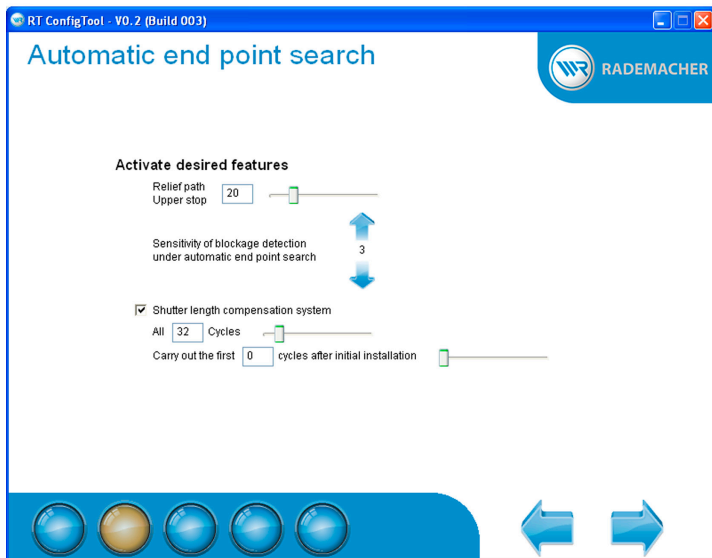 RT ConfigTool - V0.2 (Build 003)
Automatic end point search
RADEMACHER
Activate desired features
Relief path
Upper stop
20
Sensitivity of blockage detection
under automatic end point search
3
Shutter length compensation system
All 32 Cycles
Carry out the first 0 cycles after initial installation